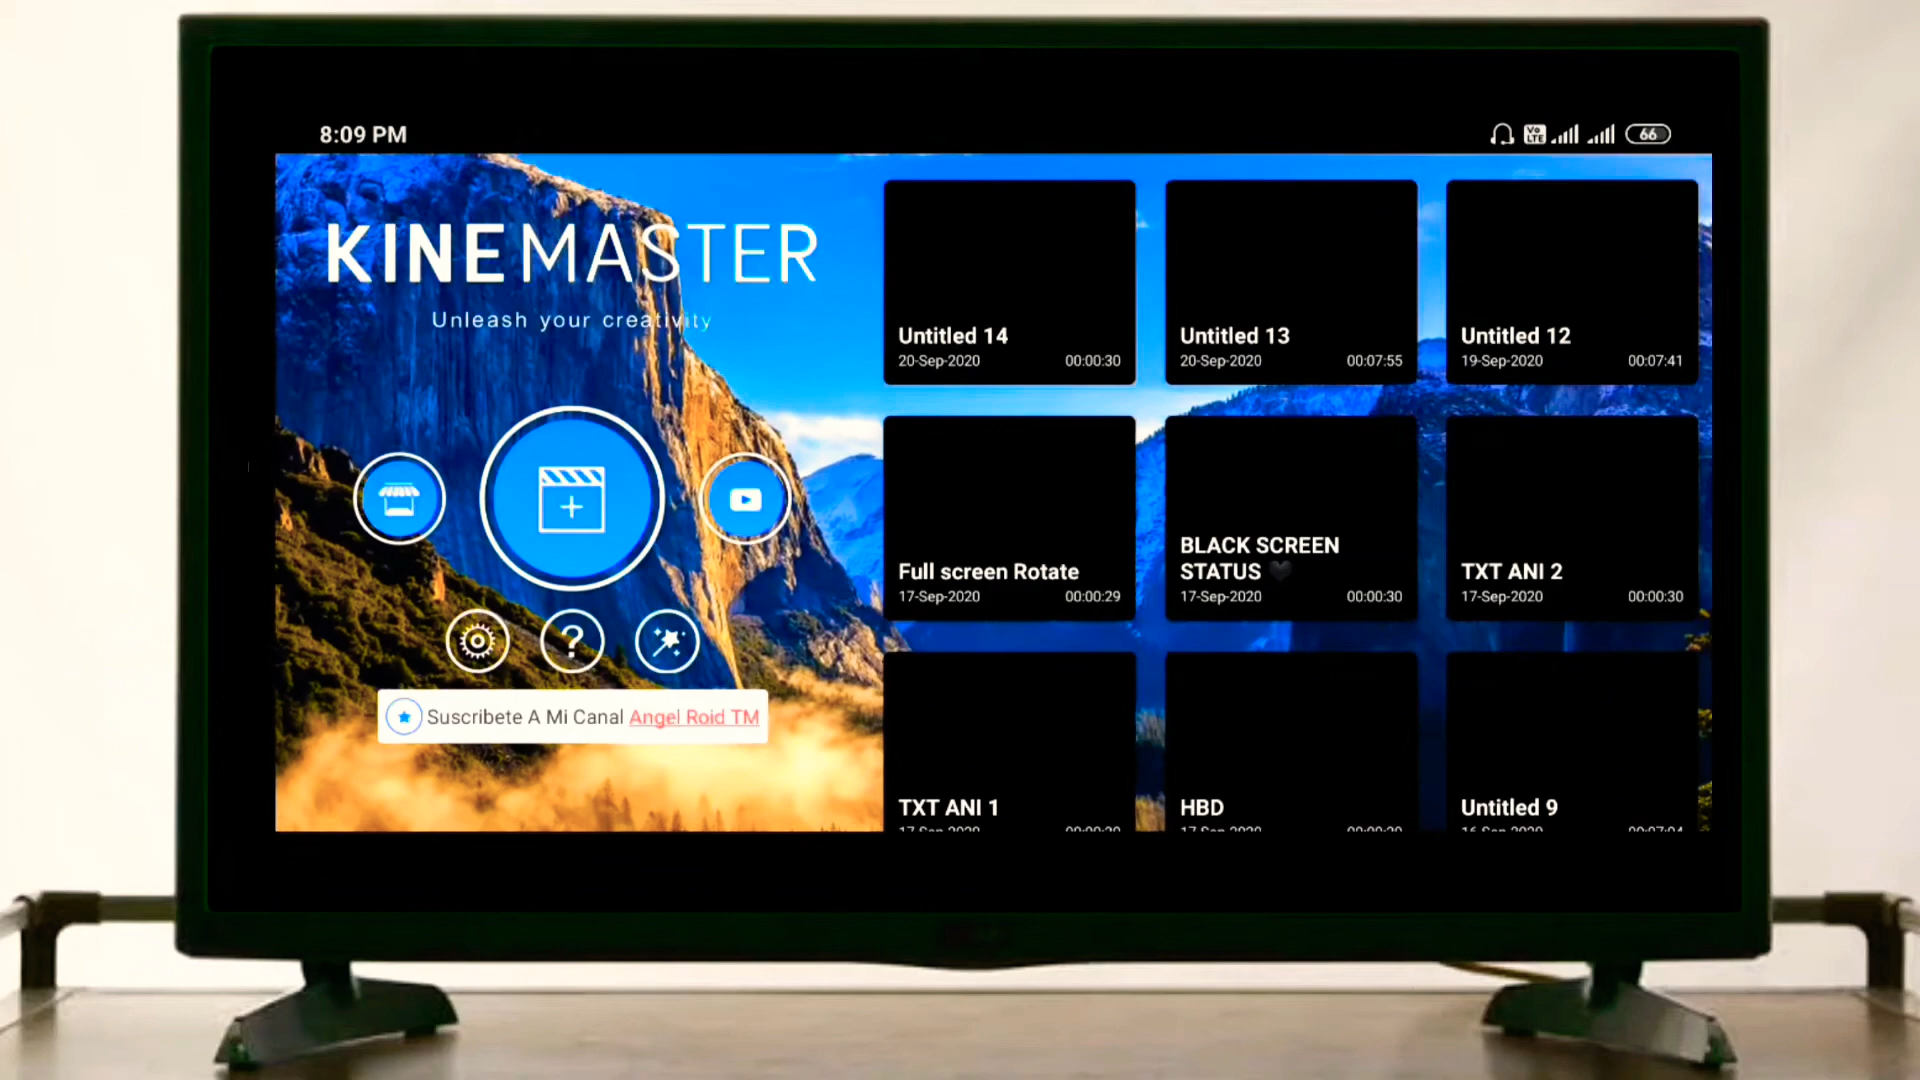 8:09 PM
Vo LTE
66
KINEMASTER
Unleash your creativity
Suscribete A Mi Canal Angel Roid TM
Untitled 14
20-Sep-2020 00:00:30
Untitled 13
20-Sep-2020 00:07:55
Untitled 12
19-Sep-2020 00:07:41
Full screen Rotate
17-Sep-2020 00:00:29
BLACK SCREEN
STATUS 🖤
17-Sep-2020 00:00:30
TXT ANI 2
17-Sep-2020 00:00:30
TXT ANI 1
HBD
Untitled 9